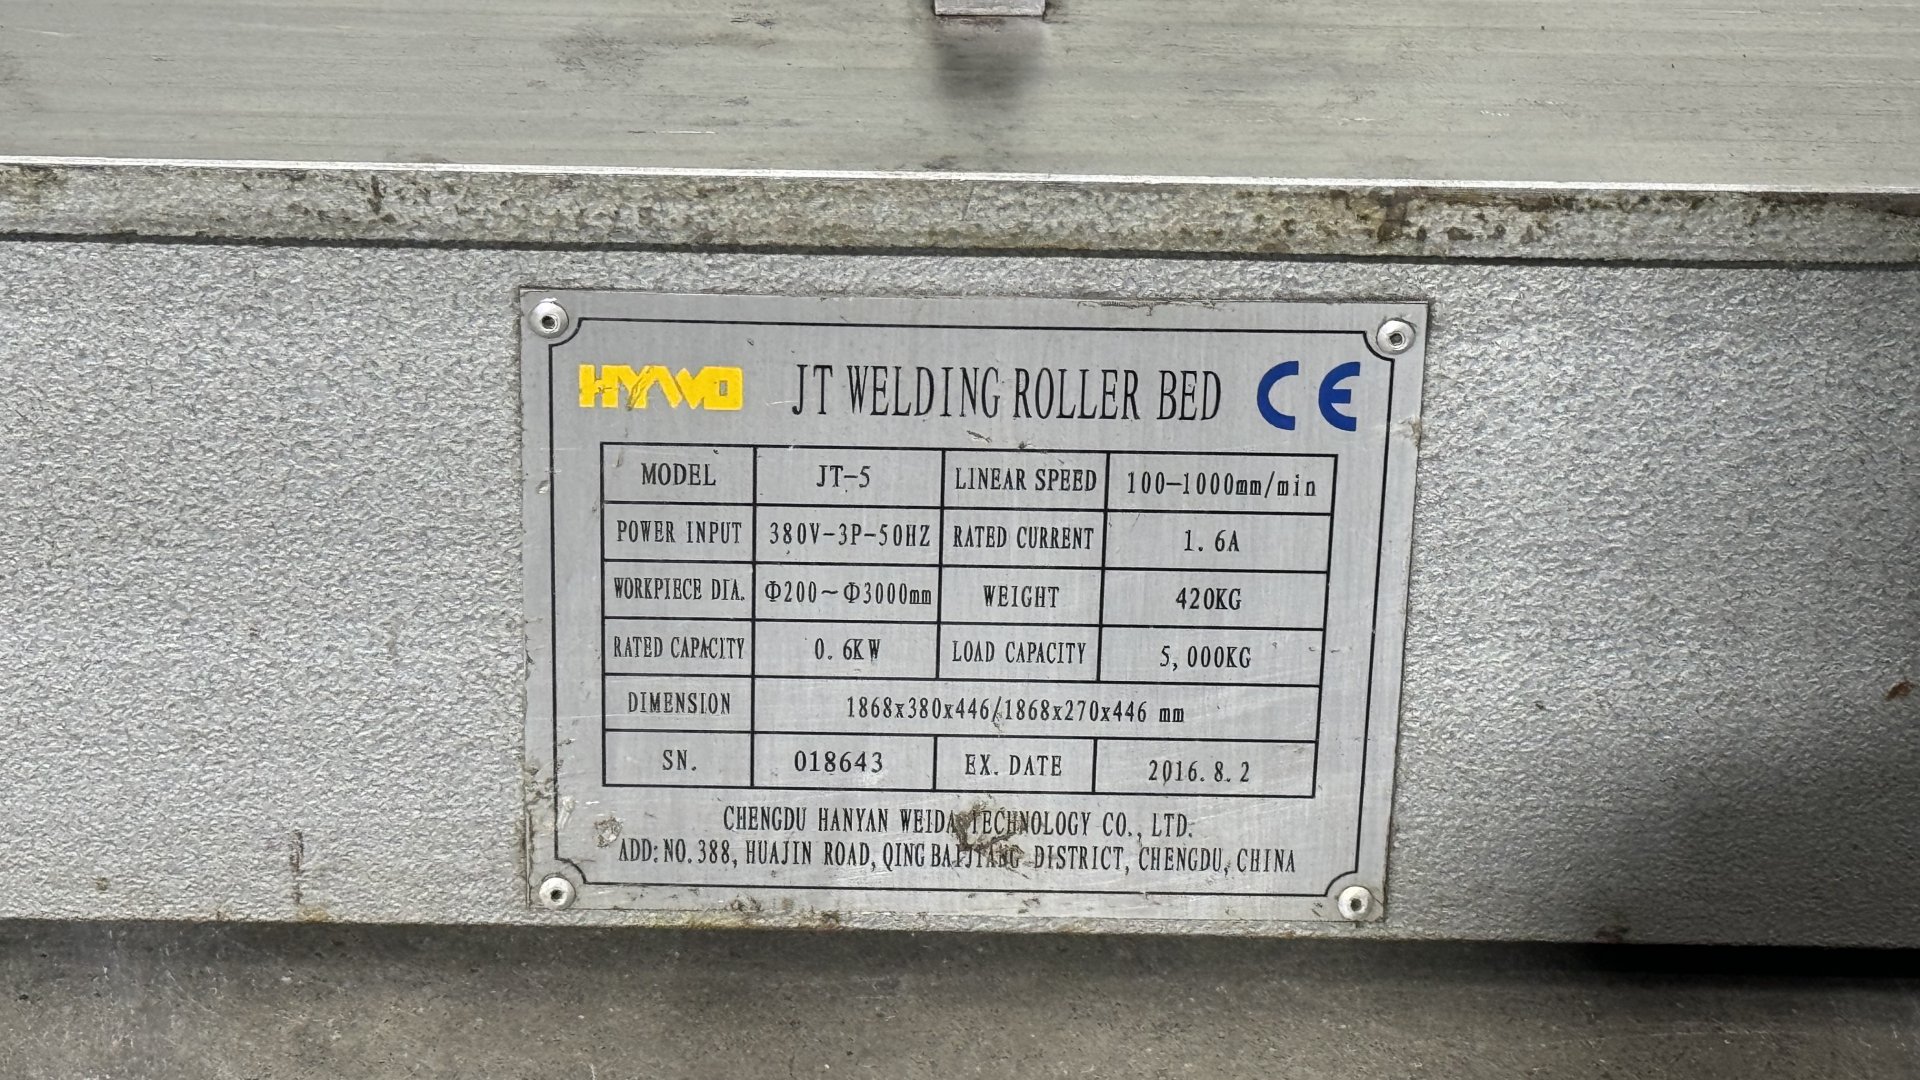 HYWD JT WELDING ROLLER BED CE
MODEL JT-5 LINEAR SPEED 100-1000mm/min
POWER INPUT 380V-3P-50HZ RATED CURRENT 1.6A
WORKPIECE DIA. Φ200~Φ3000mm WEIGHT 420KG
RATED CAPACITY 0.6KW LOAD CAPACITY 5,000KG
DIMENSION 1868x380x446/1868x270x446 mm
SN. 018643 EX. DATE 2016.8.2
CHENGDU HANYAN WEIDA TECHNOLOGY CO., LTD.
ADD: NO. 388, HUAJIN ROAD, QING BAIJIANG DISTRICT, CHENGDU, CHINA